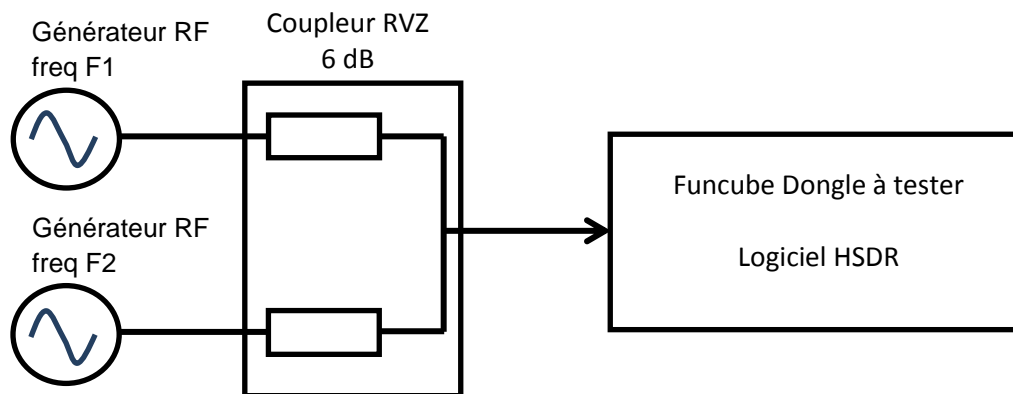 Générateur RF
freq F1
Coupleur RVZ
6 dB
Générateur RF
freq F2
Funcube Dongle à tester
Logiciel HSDR